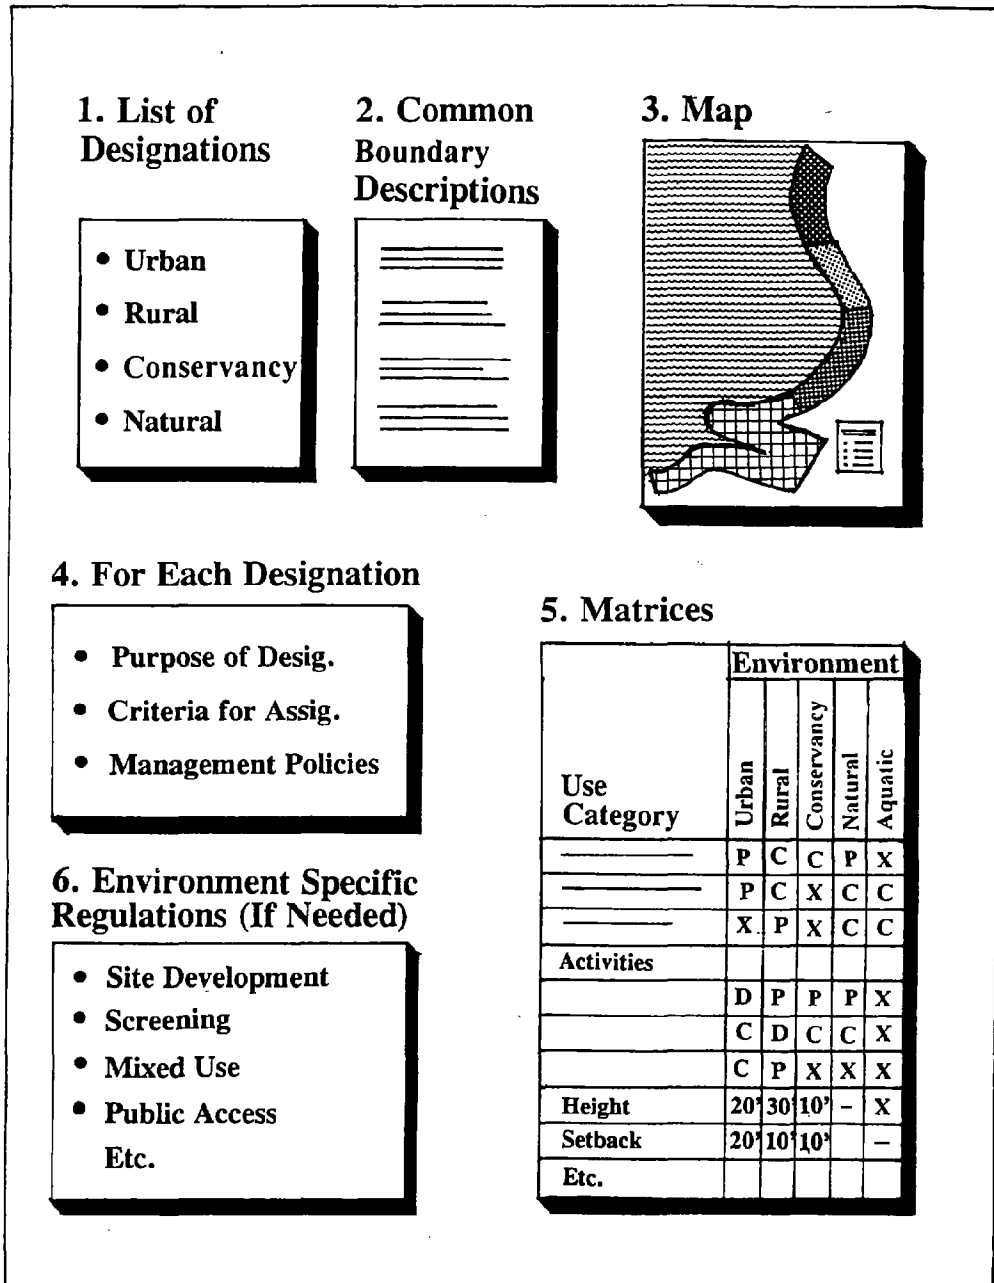 1. List of
Designations
• Urban
• Rural
• Conservancy
• Natural
2. Common
Boundary
Descriptions
3. Map
4. For Each Designation
• Purpose of Desig.
• Criteria for Assig.
• Management Policies
5. Matrices
Environment
Use
Category
Urban
Rural
Conservancy
Natural
Aquatic
P C C P X
P C X C C
X P X C C
Activities
D P P P X
C D C C X
C P X X X
Height 20' 30' 10' – X
Setback 20' 10' 10' –
Etc.
6. Environment Specific
Regulations (If Needed)
• Site Development
• Screening
• Mixed Use
• Public Access
Etc.